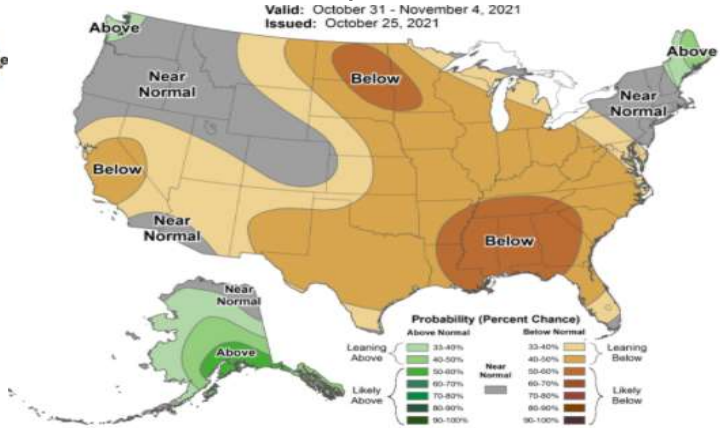 Valid: October 31 - November 4, 2021
Issued: October 25, 2021
Above
Above
Near
Normal
Below
Near
Normal
Below
Near
Normal
Below
Near
Normal
Above
Probability (Percent Chance)
Above Normal
Below Normal
Leaning
Above
33-40%
40-50%
50-60%
60-70%
70-80%
80-90%
90-100%
Likely
Above
Near
Normal
33-40%
40-50%
50-60%
60-70%
70-80%
80-90%
90-100%
Leaning
Below
Likely
Below